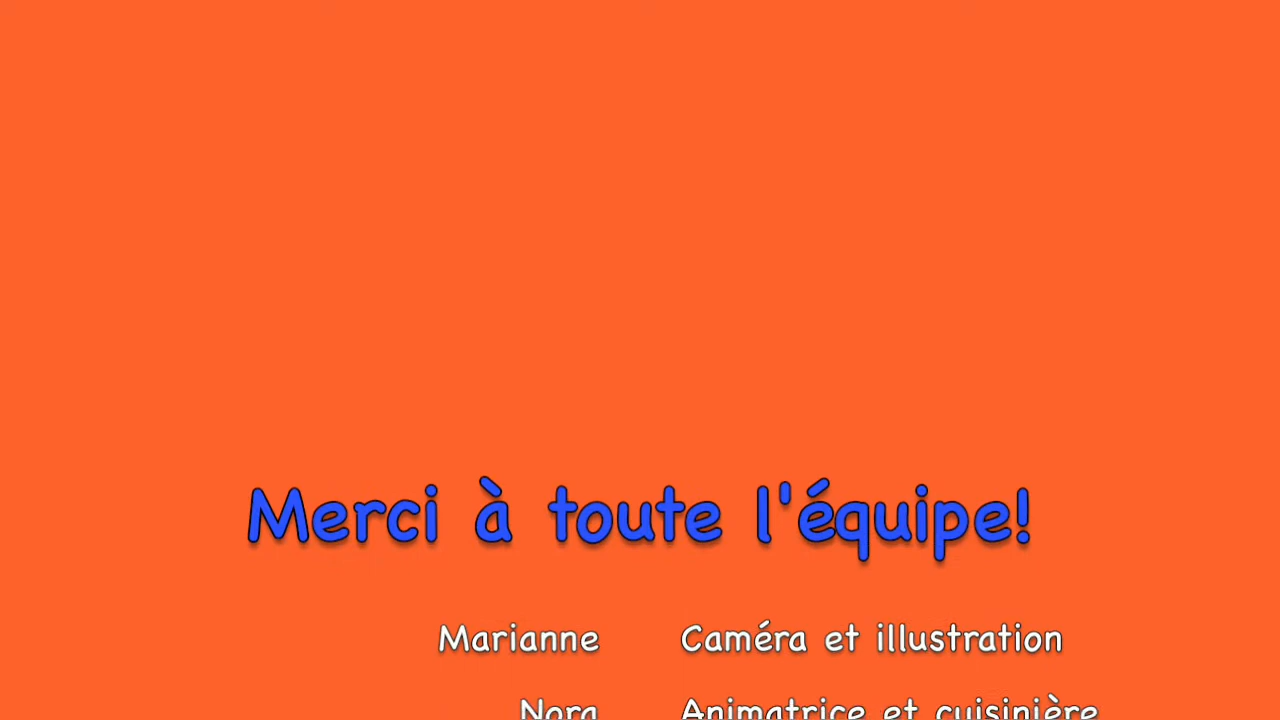 Merci à toute l'équipe!
Marianne Caméra et illustration
Nora Animatrice et cuisinière